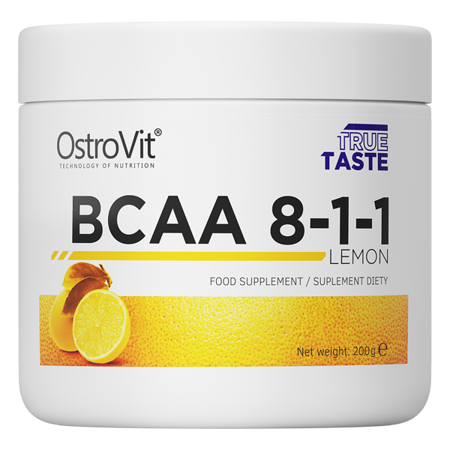 OstroVit®
TECHNOLOGY OF NUTRITION
TRUE
TASTE
BCAA 8-1-1
LEMON
FOOD SUPPLEMENT / SUPLEMENT DIETY
Net weight: 200g ℮